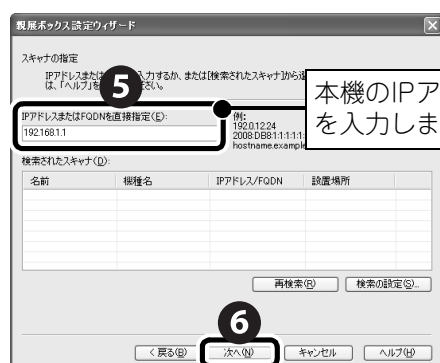 親展ボックス設定ウィザード
スキャナの指定
IPアドレスまたは 力するか、または[検索されたスキャナ]から選
は、「ヘルプ」を ださい。
5
本機のIPア
を入力しま
IPアドレスまたはFQDNを直接指定(E):
192.168.1.1
例:
192.0.12.24
2008:DB8:1:1:1:1:
hostname.example
検索されたスキャナ(D):
名前 機種名 IPアドレス/FQDN 設置場所
再検索(R) 検索の設定(S)...
6
< 戻る(B) 次へ(N) > キャンセル ヘルプ(H)